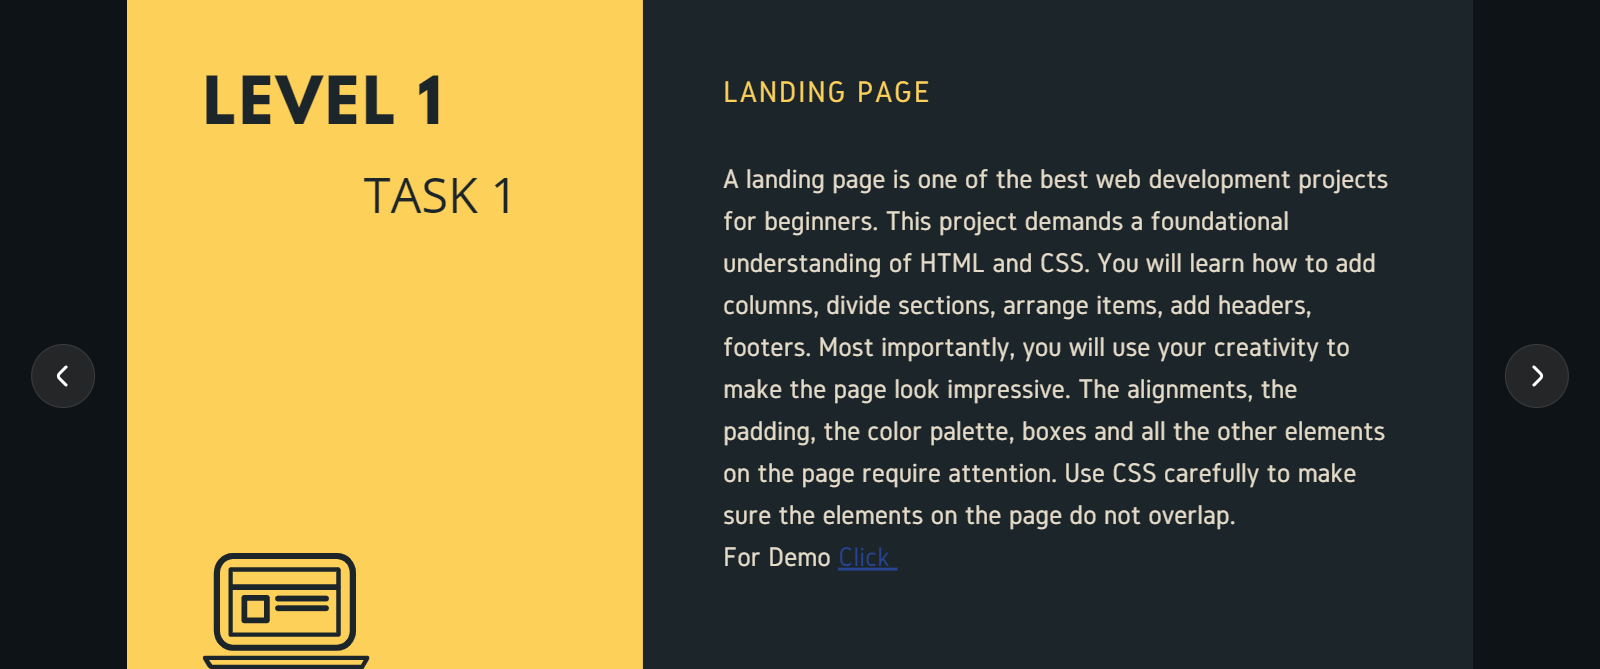 LEVEL 1
TASK 1
LANDING PAGE
A landing page is one of the best web development projects
for beginners. This project demands a foundational
understanding of HTML and CSS. You will learn how to add
columns, divide sections, arrange items, add headers,
footers. Most importantly, you will use your creativity to
make the page look impressive. The alignments, the
padding, the color palette, boxes and all the other elements
on the page require attention. Use CSS carefully to make
sure the elements on the page do not overlap.
For Demo Click